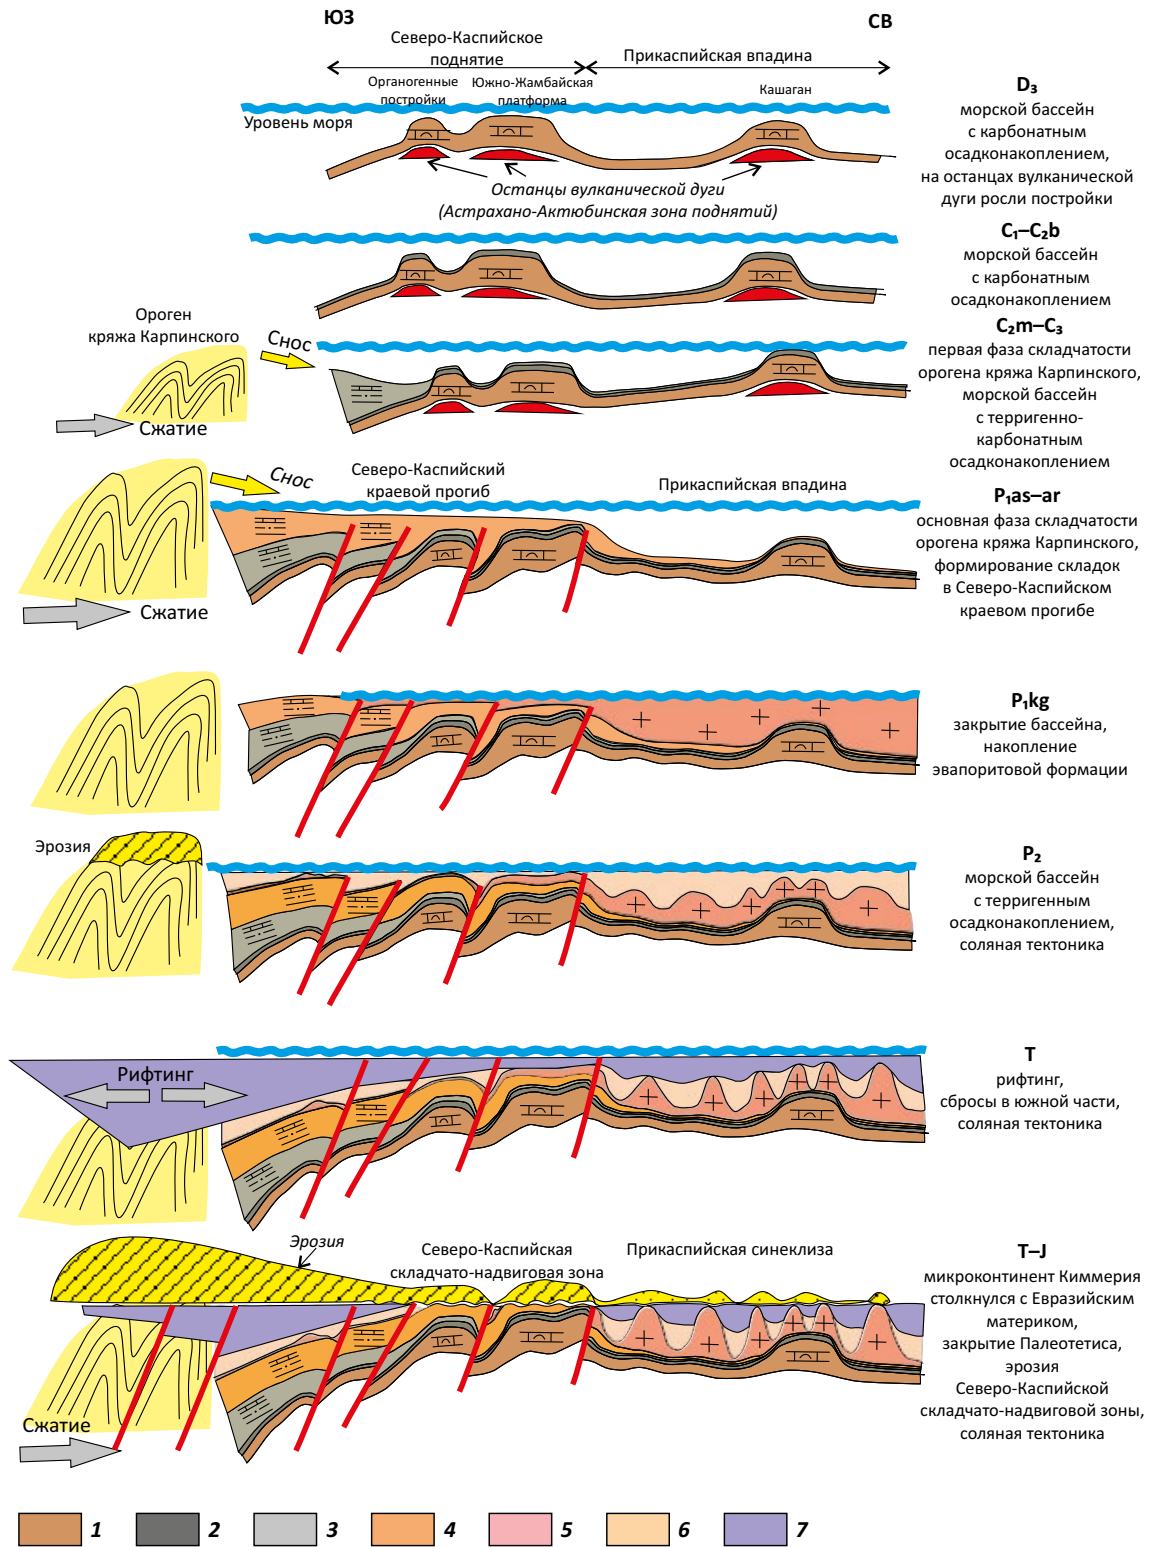 ЮЗ
СВ
Северо-Каспийское
поднятие
Прикаспийская впадина
Органогенные
постройки
Южно-Жамбайская
платформа
Кашаган
Уровень моря
Останцы вулканической дуги
(Астрахано-Актюбинская зона поднятий)
D₃
морской бассейн
с карбонатным
осадконакоплением,
на останцах вулканической
дуги росли постройки
C₁–C₂b
морской бассейн
с карбонатным
осадконакоплением
Ороген
кряжа Карпинского
Снос
Сжатие
C₂m–C₃
первая фаза складчатости
орогена кряжа Карпинского,
морской бассейн
с терригенно-
карбонатным
осадконакоплением
Снос
Северо-Каспийский
краевой прогиб
Прикаспийская впадина
Сжатие
P₁as–ar
основная фаза складчатости
орогена кряжа Карпинского,
формирование складок
в Северо-Каспийском
краевом прогибе
P₁kg
закрытие бассейна,
накопление
эвапоритовой формации
Эрозия
P₂
морской бассейн
с терригенным
осадконакоплением,
соляная тектоника
Рифтинг
T
рифтинг,
сбросы в южной части,
соляная тектоника
Эрозия
Северо-Каспийская
складчато-надвиговая зона
Прикаспийская синеклиза
Сжатие
T–J
микроконтинент Киммерия
столкнулся с Евразийским
материком,
закрытие Палеотетиса,
эрозия
Северо-Каспийской
складчато-надвиговой зоны,
соляная тектоника
1 2 3 4 5 6 7